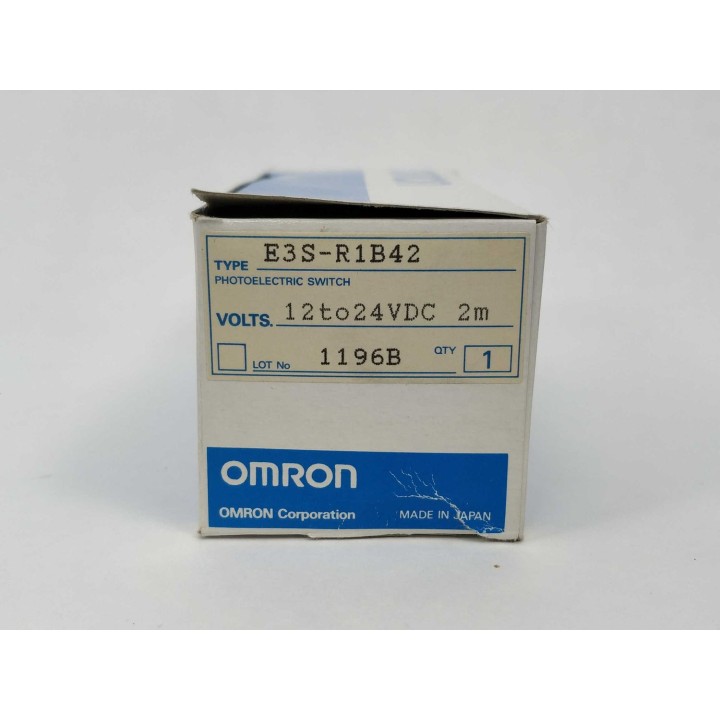 TYPE E3S-R1B42
PHOTOELECTRIC SWITCH
VOLTS. 12to24VDC 2m
LOT No 1196B QTY 1
OMRON
OMRON Corporation MADE IN JAPAN